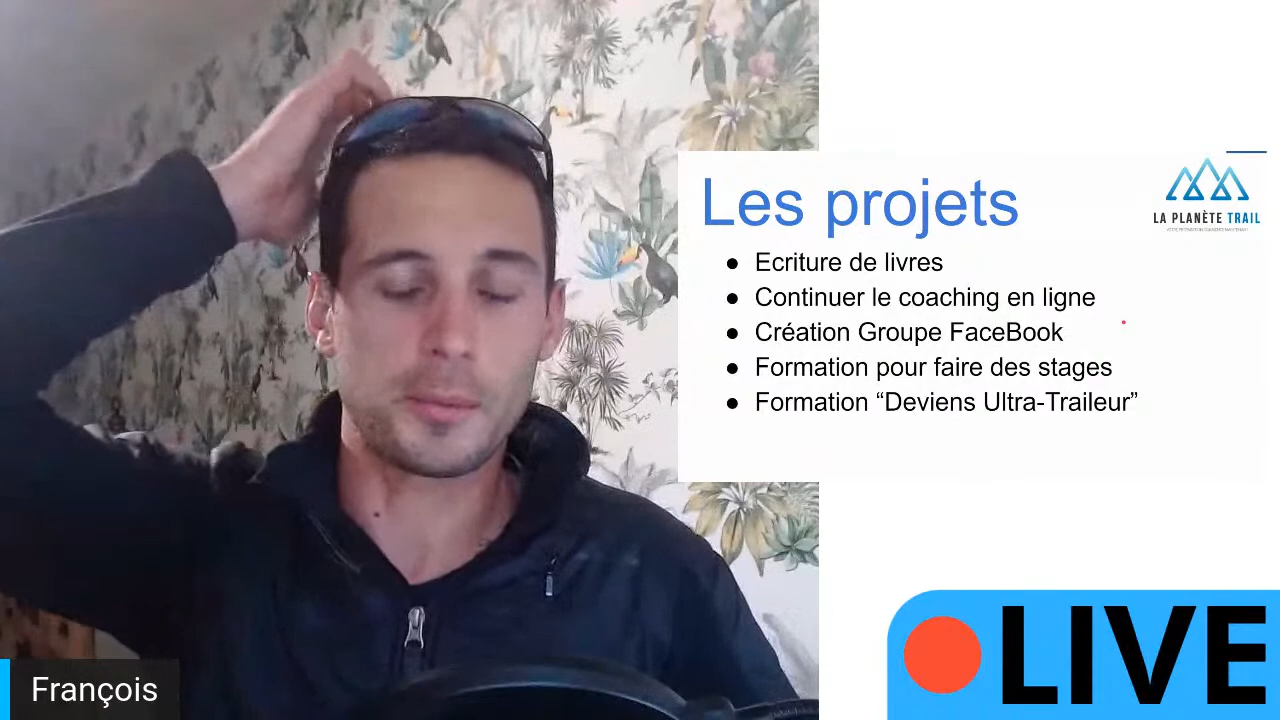 Les projets
LA PLANÈTE TRAIL
● Ecriture de livres
● Continuer le coaching en ligne
● Création Groupe FaceBook
● Formation pour faire des stages
● Formation “Deviens Ultra-Traileur”
François
LIVE